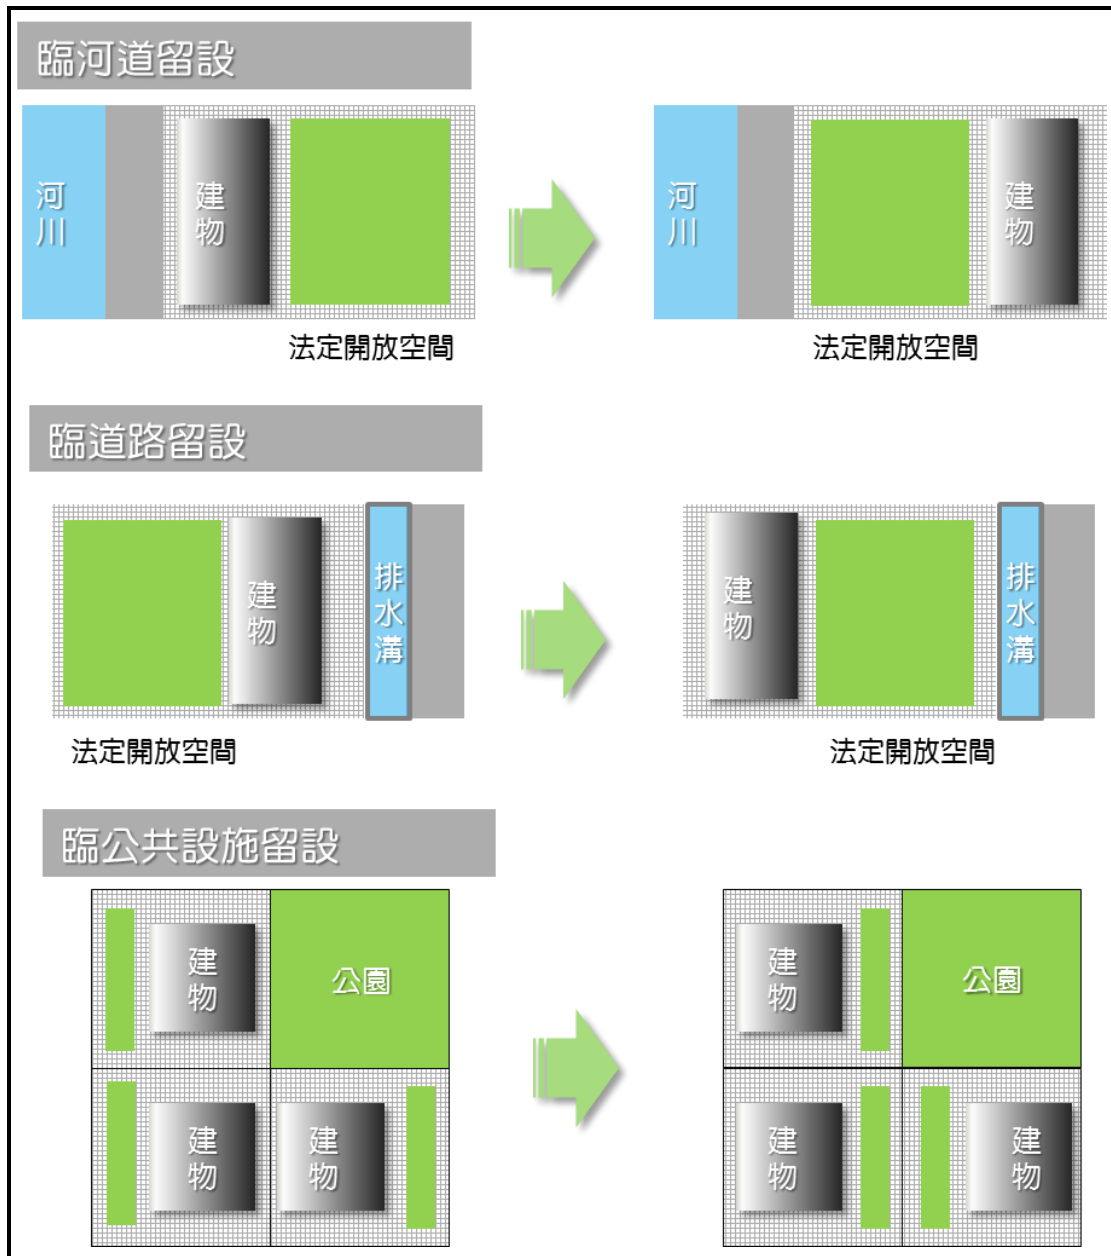 臨河道留設
河川
建物
法定開放空間
河川
建物
法定開放空間
臨道路留設
建物
排水溝
法定開放空間
建物
排水溝
法定開放空間
臨公共設施留設
建物
公園
建物
建物
建物
公園
建物
建物